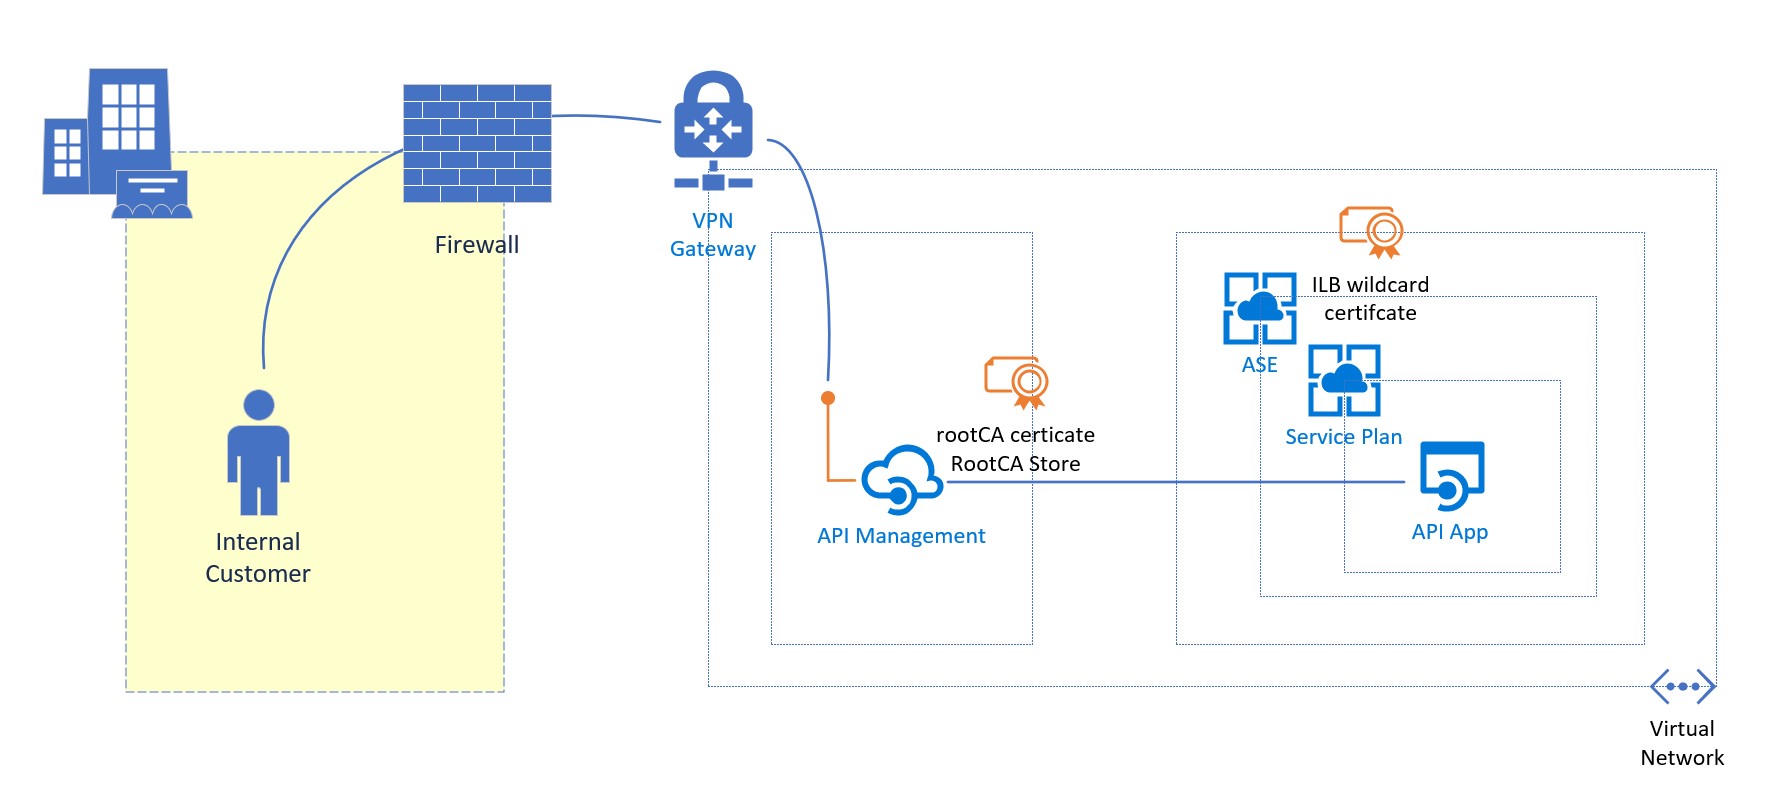 Firewall
VPN
Gateway
Internal
Customer
rootCA certicate
RootCA Store
API Management
ILB wildcard
certifcate
ASE
Service Plan
API App
Virtual
Network